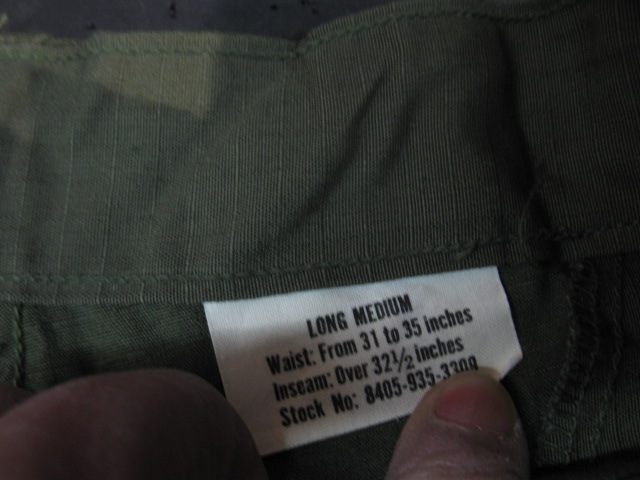 LONG MEDIUM
Waist: From 31 to 35 inches
Inseam: Over 32½ inches
Stock No: 8405-935-3309